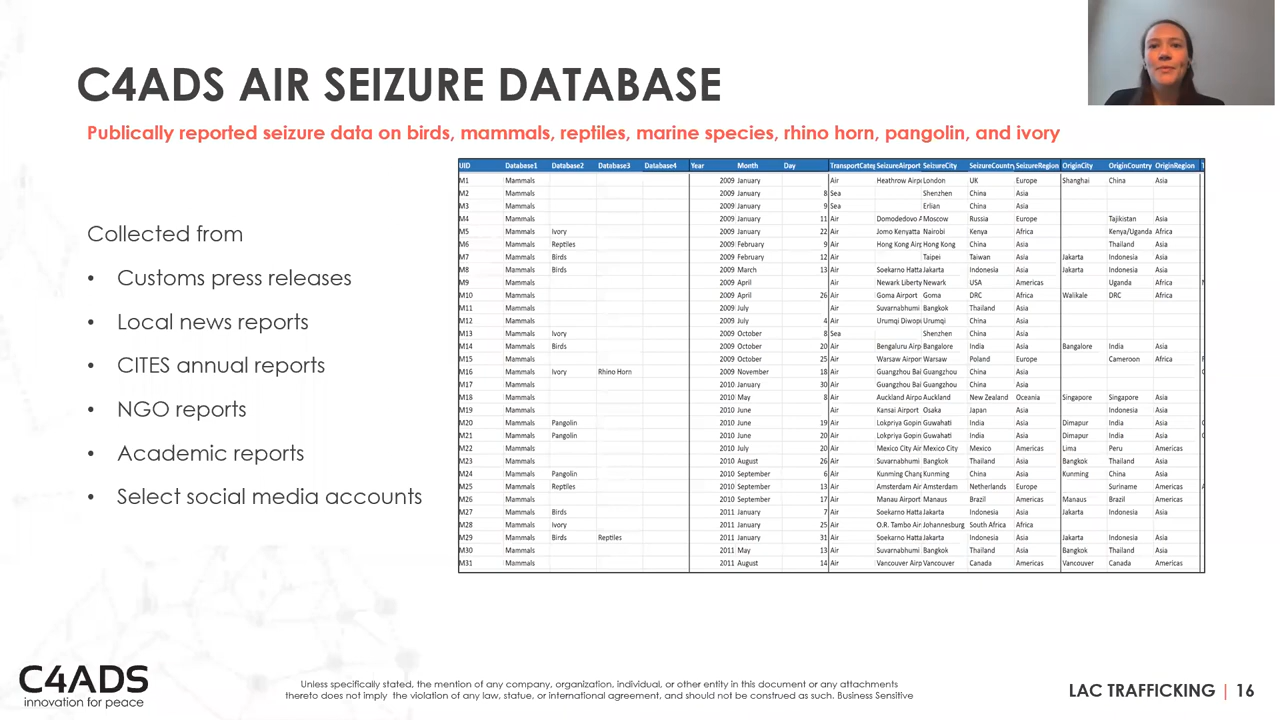 C4ADS AIR SEIZURE DATABASE
Publically reported seizure data on birds, mammals, reptiles, marine species, rhino horn, pangolin, and ivory
Collected from
• Customs press releases
• Local news reports
• CITES annual reports
• NGO reports
• Academic reports
• Select social media accounts
UID Database1 Database2 Database3 Database4 Year Month Day TransportCateg SeizureAirport SeizureCity SeizureCountry SeizureRegion OriginCity OriginCountry OriginRegion
M1 Mammals 2009 January Air Heathrow Airpo London UK Europe Shanghai China Asia
M2 Mammals 2009 January 8 Sea Shenzhen China Asia
M3 Mammals 2009 January 9 Sea Erlian China Asia
M4 Mammals 2009 January 11 Air Domodedovo A Moscow Russia Europe Tajikistan Asia
M5 Mammals Ivory 2009 January 22 Air Jomo Kenyatta Nairobi Kenya Africa Kenya/Uganda Africa
M6 Mammals Reptiles 2009 February 9 Air Hong Kong Airp Hong Kong China Asia Thailand Asia
M7 Mammals Birds 2009 February 12 Air Taipei Taiwan Asia Jakarta Indonesia Asia
M8 Mammals Birds 2009 March 13 Air Soekarno Hatta Jakarta Indonesia Asia Jakarta Indonesia Asia
M9 Mammals 2009 April Air Newark Liberty Newark USA Americas Uganda Africa
M10 Mammals 2009 April 26 Air Goma Airport Goma DRC Africa Walikale DRC Africa
M11 Mammals 2009 July Air Suvarnabhumi Bangkok Thailand Asia
M12 Mammals 2009 July 4 Air Urumqi Diwopu Urumqi China Asia
M13 Mammals Ivory 2009 October 8 Sea Shenzhen China Asia
M14 Mammals Birds 2009 October 20 Air Bengaluru Airp Bangalore India Asia Bangalore India Asia
M15 Mammals 2009 October 25 Air Warsaw Airpor Warsaw Poland Europe Cameroon Africa
M16 Mammals Ivory Rhino Horn 2009 November 18 Air Guangzhou Bai Guangzhou China Asia
M17 Mammals 2010 January 30 Air Guangzhou Bai Guangzhou China Asia
M18 Mammals 2010 May 8 Air Auckland Airpo Auckland New Zealand Oceania Singapore Singapore Asia
M19 Mammals 2010 June Air Kansai Airport Osaka Japan Asia Indonesia Asia
M20 Mammals Pangolin 2010 June 19 Air Lokpriya Gopin Guwahati India Asia Dimapur India Asia
M21 Mammals Pangolin 2010 June 20 Air Lokpriya Gopin Guwahati India Asia Dimapur India Asia
M22 Mammals 2010 July 20 Air Mexico City Air Mexico City Mexico Americas Lima Peru Americas
M23 Mammals 2010 August 26 Air Suvarnabhumi Bangkok Thailand Asia Bangkok Thailand Asia
M24 Mammals Pangolin 2010 September 6 Air Kunming Chang Kunming China Asia Kunming China Asia
M25 Mammals Reptiles 2010 September 13 Air Amsterdam Air Amsterdam Netherlands Europe Suriname Americas
M26 Mammals 2010 September 17 Air Manau Airport Manaus Brazil Americas Manaus Brazil Americas
M27 Mammals Birds 2011 January 7 Air Soekarno Hatta Jakarta Indonesia Asia Jakarta Indonesia Asia
M28 Mammals Ivory 2011 January 25 Air O.R. Tambo Air Johannesburg South Africa Africa
M29 Mammals Birds Reptiles 2011 January 31 Air Soekarno Hatta Jakarta Indonesia Asia Jakarta Indonesia Asia
M30 Mammals 2011 May 13 Air Suvarnabhumi Bangkok Thailand Asia Bangkok Thailand Asia
M31 Mammals 2011 August 14 Air Vancouver Airp Vancouver Canada Americas Vancouver Canada Americas
C4ADS
innovation for peace
Unless specifically stated, the mention of any company, organization, individual, or other entity in this document or any attachments
thereto does not imply the violation of any law, statue, or international agreement, and should not be construed as such. Business Sensitive
LAC TRAFFICKING | 16